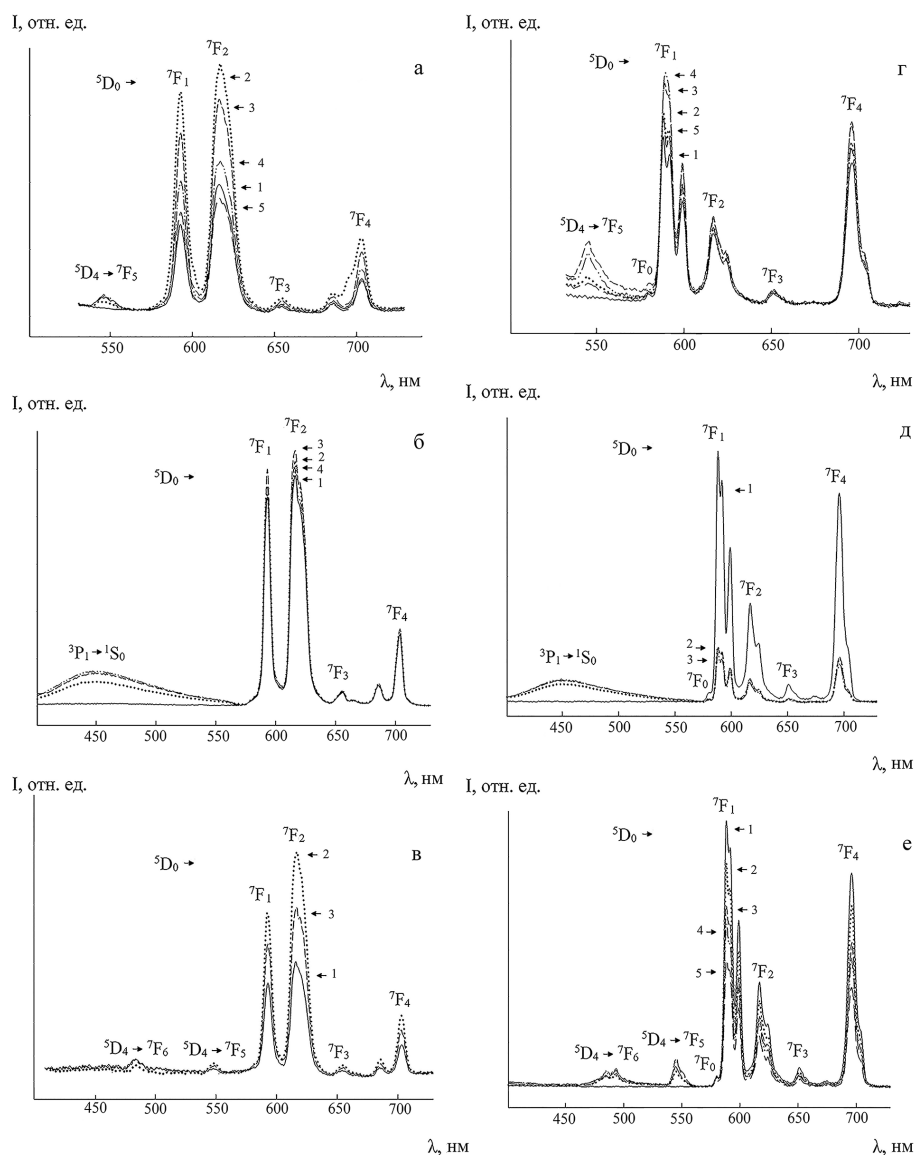 I, отн. ед.
а
⁵D₀ →
⁷F₁
⁷F₂
← 2
← 3
← 4
← 1
← 5
⁵D₄ → ⁷F₅
⁷F₃
⁷F₄
550 600 650 700
λ, нм
I, отн. ед.
г
⁵D₀ →
⁷F₁
← 4
← 3
← 2
← 5
← 1
⁷F₄
⁵D₄ → ⁷F₅
⁷F₀
⁷F₂
⁷F₃
550 600 650 700
λ, нм
I, отн. ед.
б
⁵D₀ →
⁷F₁
⁷F₂
← 3
← 2
← 4
← 1
³P₁ → ¹S₀
⁷F₃
⁷F₄
450 500 550 600 650 700
λ, нм
I, отн. ед.
д
⁵D₀ →
⁷F₁
← 1
⁷F₄
⁷F₂
³P₁ → ¹S₀
2 →
3 →
⁷F₀
⁷F₃
450 500 550 600 650 700
λ, нм
I, отн. ед.
в
⁵D₀ →
⁷F₁
⁷F₂
← 2
← 3
← 1
⁵D₄ → ⁷F₆
⁵D₄ → ⁷F₅
⁷F₃
⁷F₄
450 500 550 600 650 700
λ, нм
I, отн. ед.
е
⁵D₀ →
⁷F₁
← 1
← 2
← 3
4 →
5 →
⁷F₄
⁷F₂
⁵D₄ → ⁷F₆
⁵D₄ → ⁷F₅
⁷F₀
⁷F₃
450 500 550 600 650 700
λ, нм